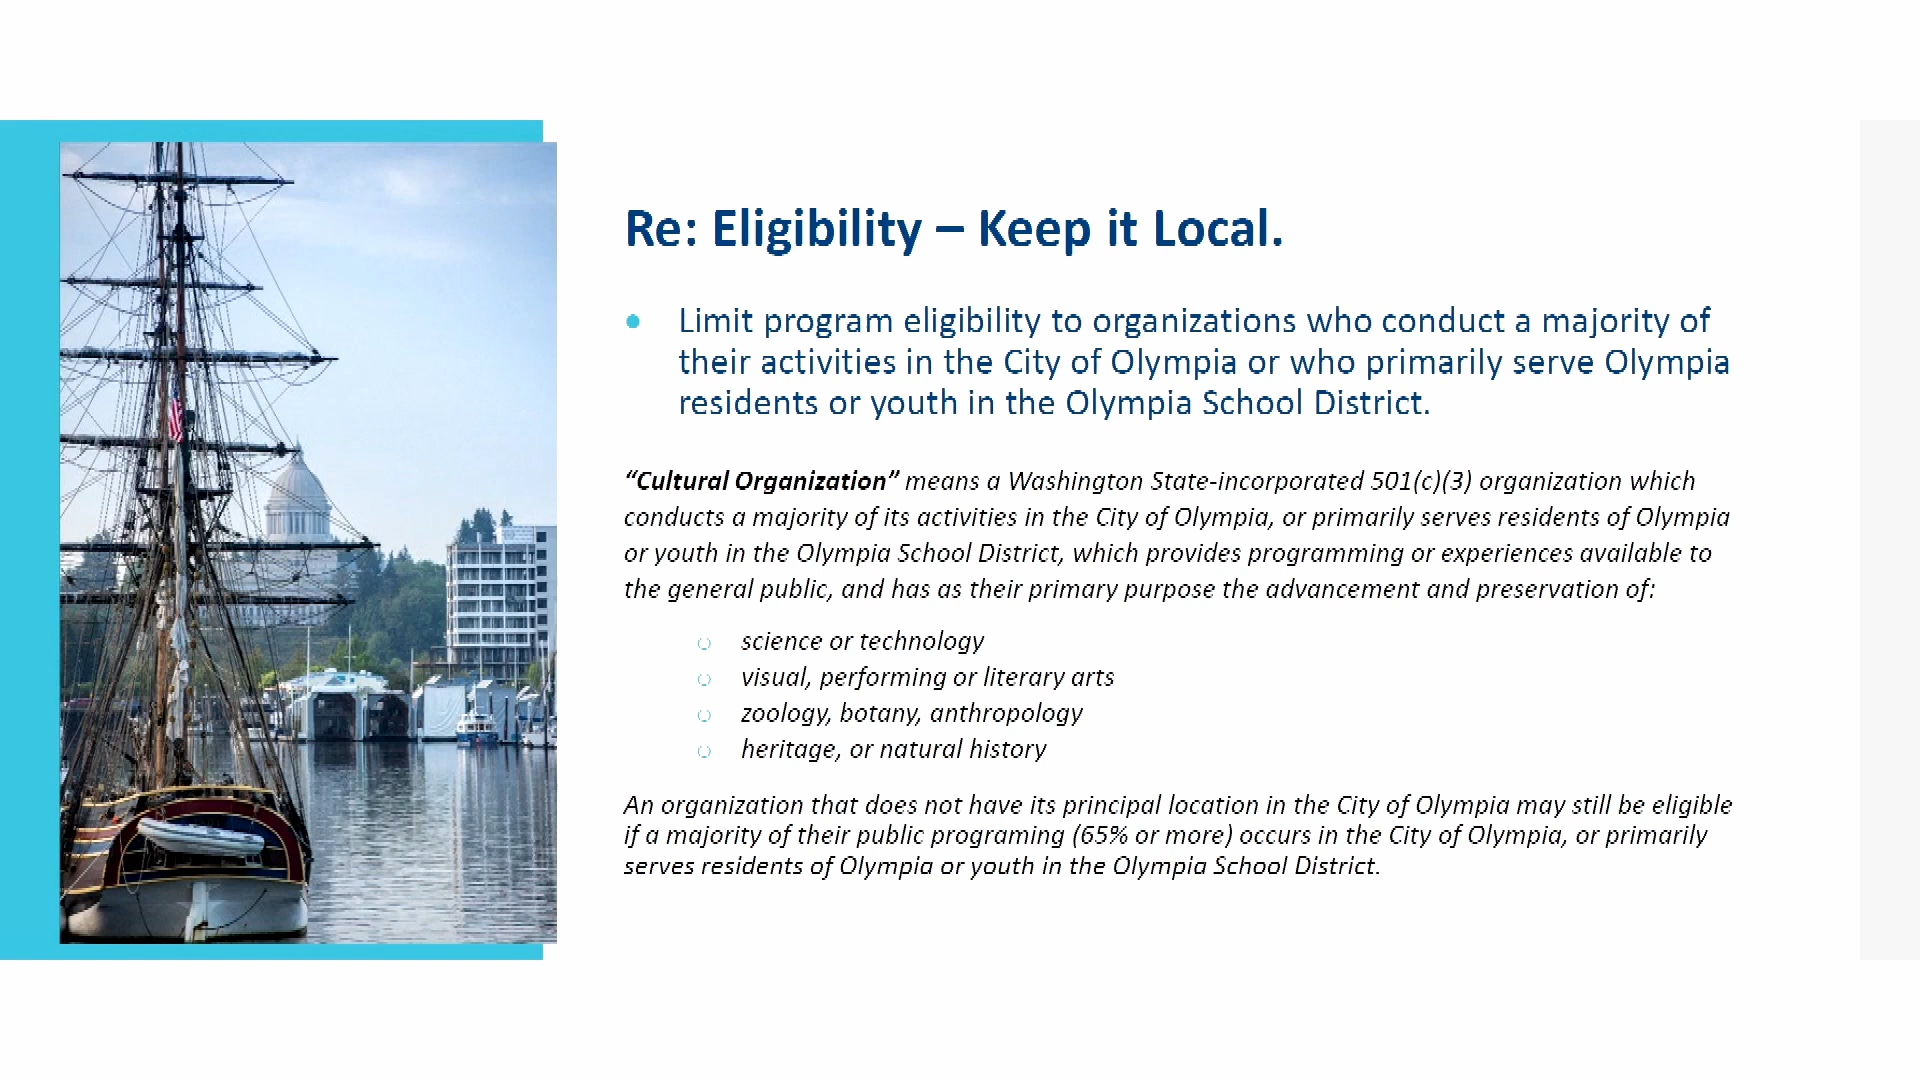 Re: Eligibility – Keep it Local.
• Limit program eligibility to organizations who conduct a majority of
their activities in the City of Olympia or who primarily serve Olympia
residents or youth in the Olympia School District.
“Cultural Organization” means a Washington State-incorporated 501(c)(3) organization which
conducts a majority of its activities in the City of Olympia, or primarily serves residents of Olympia
or youth in the Olympia School District, which provides programming or experiences available to
the general public, and has as their primary purpose the advancement and preservation of:
○ science or technology
○ visual, performing or literary arts
○ zoology, botany, anthropology
○ heritage, or natural history
An organization that does not have its principal location in the City of Olympia may still be eligible
if a majority of their public programing (65% or more) occurs in the City of Olympia, or primarily
serves residents of Olympia or youth in the Olympia School District.